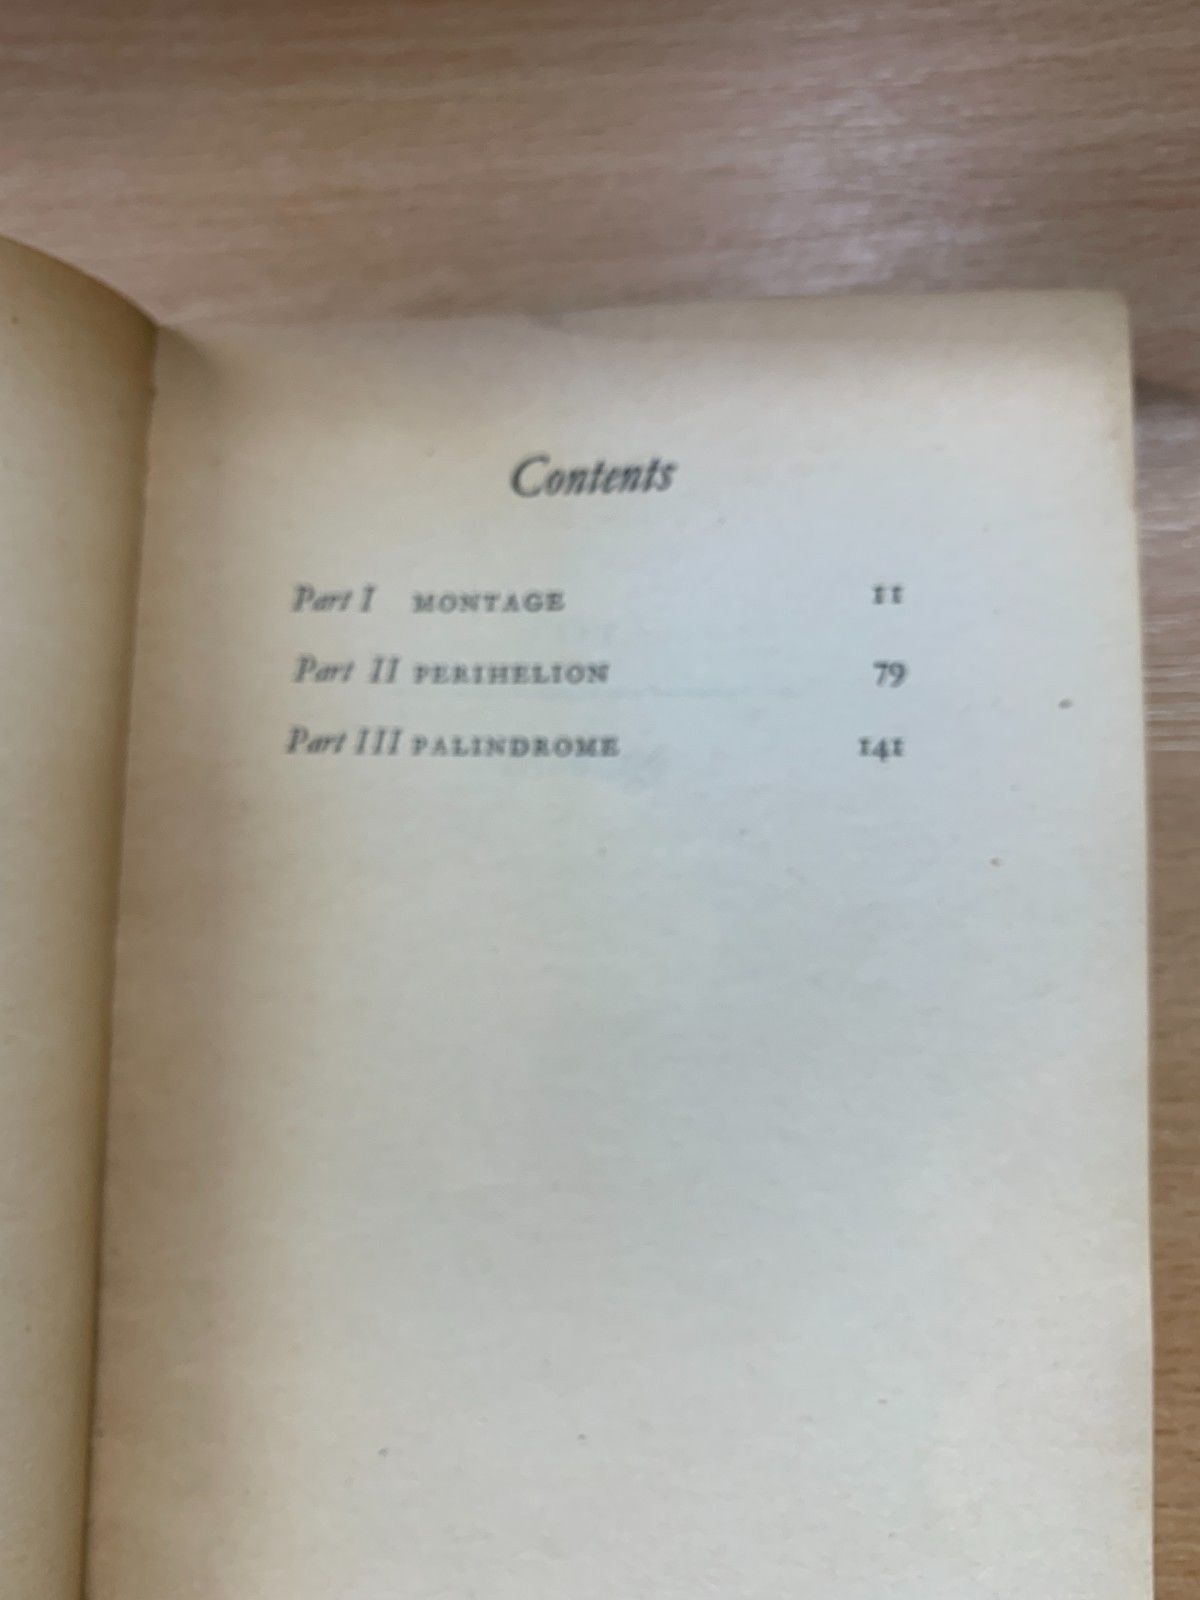 Contents
Part I MONTAGE 11
Part II PERIHELION 79
Part III PALINDROME 141